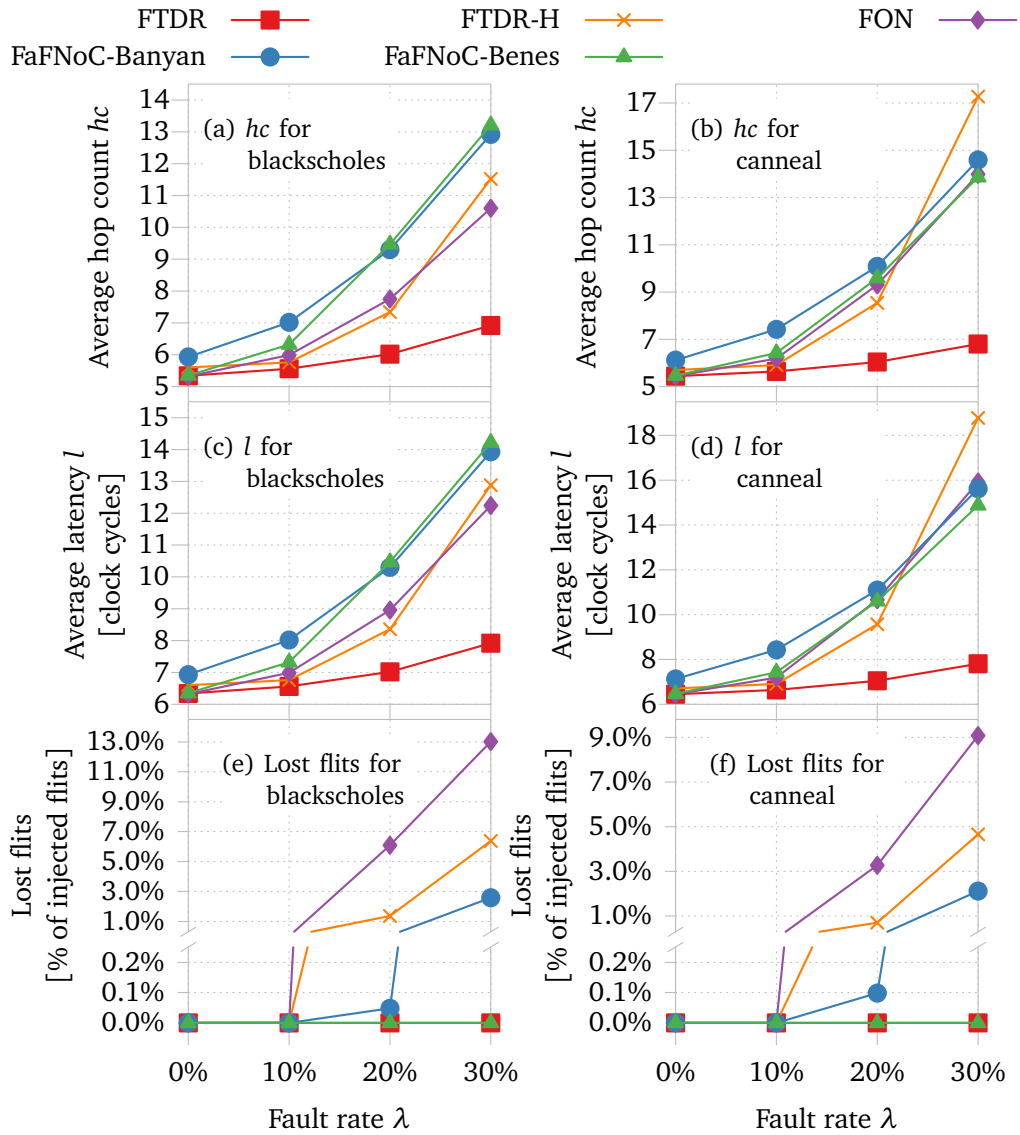 FTDR
FTDR-H
FON
FaFNoC-Banyan
FaFNoC-Benes
Average hop count hc
14
13
12
11
10
9
8
7
6
5
(a) hc for
blackscholes
Average hop count hc
17
15
13
11
9
7
5
(b) hc for
canneal
Average latency l
[clock cycles]
15
14
13
12
11
10
9
8
7
6
(c) l for
blackscholes
Average latency l
[clock cycles]
18
16
14
12
10
8
6
(d) l for
canneal
Lost flits
[% of injected flits]
13.0%
11.0%
9.0%
7.0%
5.0%
3.0%
1.0%
0.2%
0.1%
0.0%
(e) Lost flits for
blackscholes
0%
10%
20%
30%
Fault rate λ
Lost flits
[% of injected flits]
9.0%
7.0%
5.0%
3.0%
1.0%
0.2%
0.1%
0.0%
(f) Lost flits for
canneal
0%
10%
20%
30%
Fault rate λ